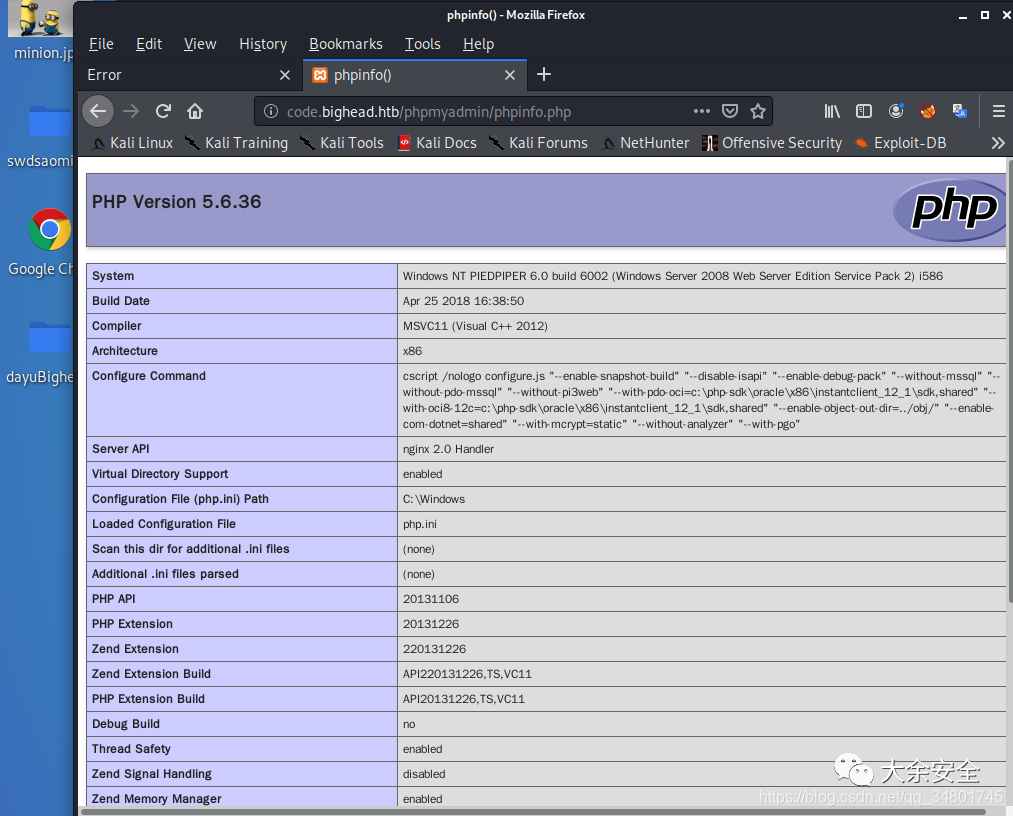 phpinfo() - Mozilla Firefox
minion.jp
File Edit View History Bookmarks Tools Help
Error
phpinfo()
code.bighead.htb/phpmyadmin/phpinfo.php
swdsaomi
Kali Linux Kali Training Kali Tools Kali Docs Kali Forums NetHunter Offensive Security Exploit-DB
Google Ch
dayuBighe
PHP Version 5.6.36
php
System Windows NT PIEDPIPER 6.0 build 6002 (Windows Server 2008 Web Server Edition Service Pack 2) i586
Build Date Apr 25 2018 16:38:50
Compiler MSVC11 (Visual C++ 2012)
Architecture x86
Configure Command cscript /nologo configure.js "--enable-snapshot-build" "--disable-isapi" "--enable-debug-pack" "--without-mssql" "--
without-pdo-mssql" "--without-pi3web" "--with-pdo-oci=c:\php-sdk\oracle\x86\instantclient_12_1\sdk,shared" "--
with-oci8-12c=c:\php-sdk\oracle\x86\instantclient_12_1\sdk,shared" "--enable-object-out-dir=../obj/" "--enable-
com-dotnet=shared" "--with-mcrypt=static" "--without-analyzer" "--with-pgo"
Server API nginx 2.0 Handler
Virtual Directory Support enabled
Configuration File (php.ini) Path C:\Windows
Loaded Configuration File php.ini
Scan this dir for additional .ini files (none)
Additional .ini files parsed (none)
PHP API 20131106
PHP Extension 20131226
Zend Extension 220131226
Zend Extension Build API220131226,TS,VC11
PHP Extension Build API20131226,TS,VC11
Debug Build no
Thread Safety enabled
Zend Signal Handling disabled
Zend Memory Manager enabled
大余安全
https://blog.csdn.net/qq_34801745